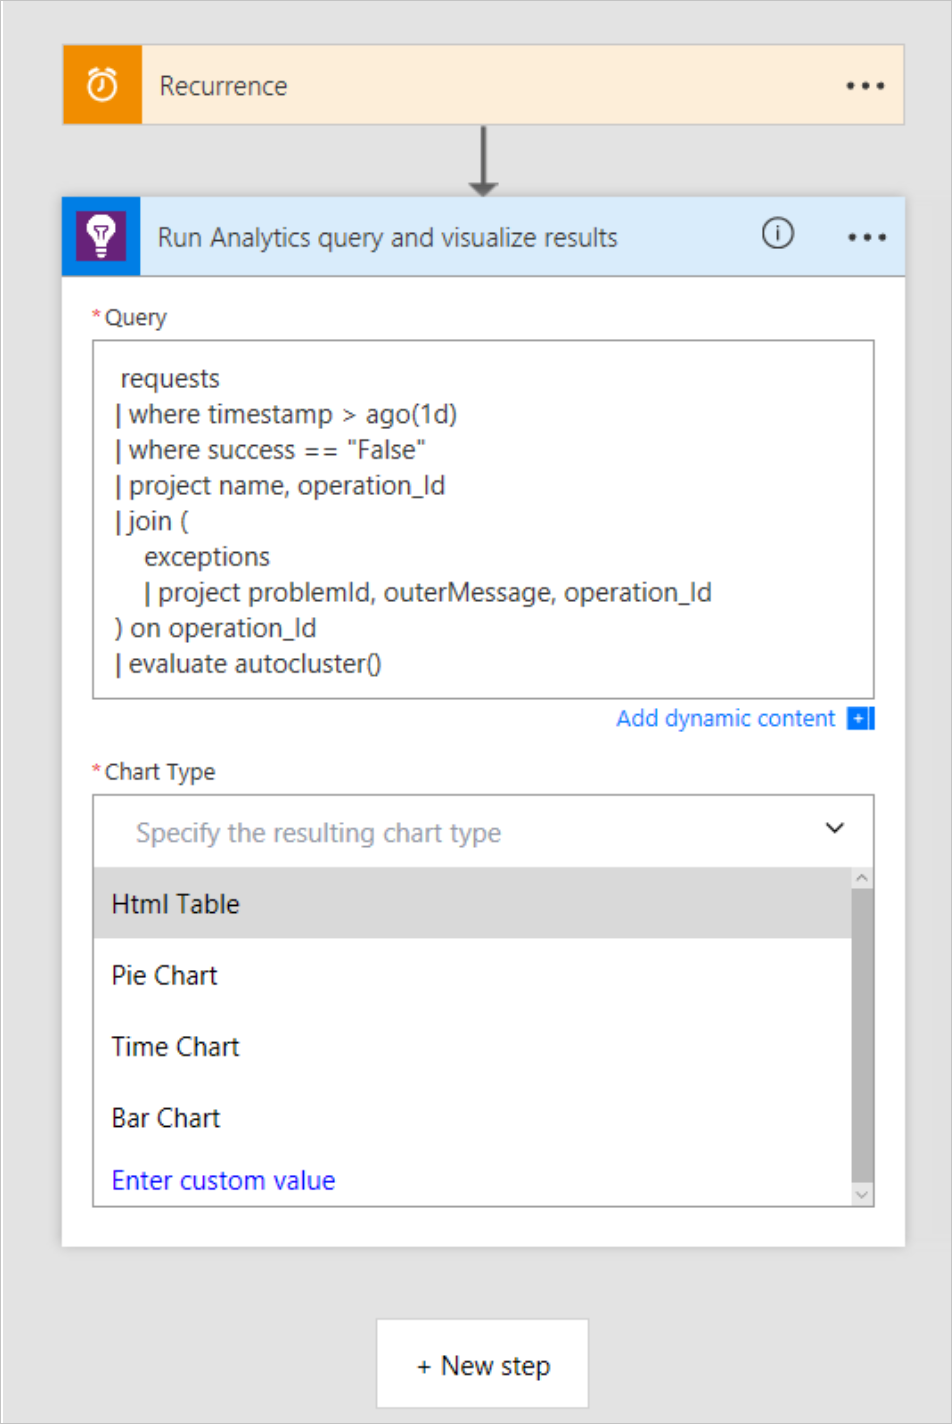 Recurrence
Run Analytics query and visualize results
* Query
requests
| where timestamp > ago(1d)
| where success == "False"
| project name, operation_Id
| join (
exceptions
| project problemId, outerMessage, operation_Id
) on operation_Id
| evaluate autocluster()
Add dynamic content +
* Chart Type
Specify the resulting chart type
Html Table
Pie Chart
Time Chart
Bar Chart
Enter custom value
+ New step